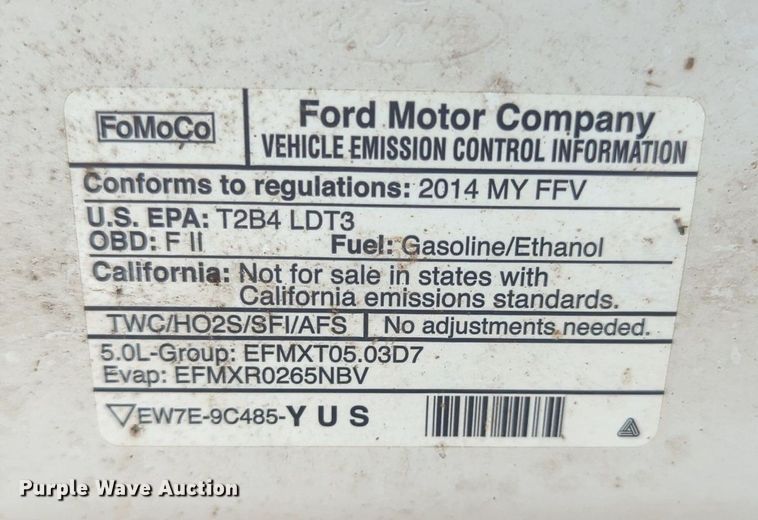 FoMoCo
Ford Motor Company
VEHICLE EMISSION CONTROL INFORMATION
Conforms to regulations: 2014 MY FFV
U.S. EPA: T2B4 LDT3
OBD: F II Fuel: Gasoline/Ethanol
California: Not for sale in states with
California emissions standards.
TWC/HO2S/SFI/AFS No adjustments needed.
5.0L-Group: EFMXT05.03D7
Evap: EFMXR0265NBV
EW7E-9C485-YUS
Purple Wave Auction